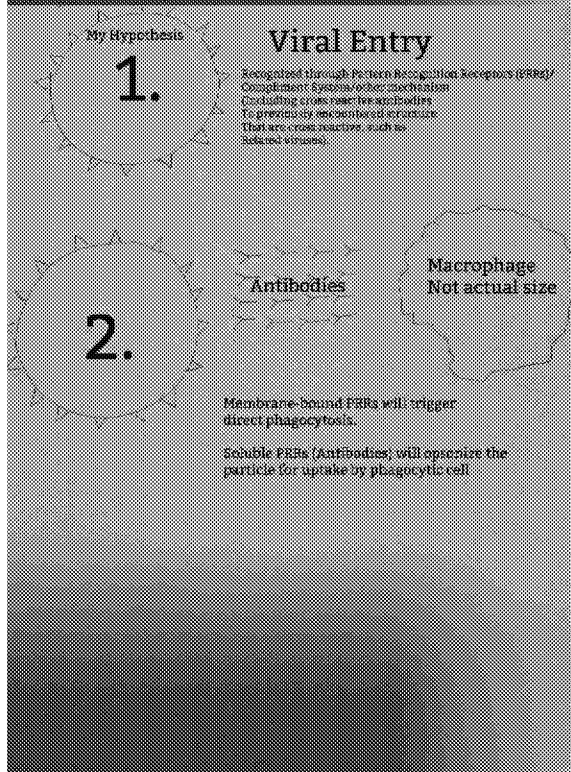 My Hypothesis
1.
Viral Entry
Recognized through Pattern Recognition Receptors (PRRs)/
Compliment System/other mechanism
(Including cross reactive antibodies
To previously encountered structure
That are cross reactive, such as
Related viruses).
2.
Antibodies
Macrophage
Not actual size
Membrane-bound PRRs will trigger
direct phagocytosis.
Soluble PRRs (Antibodies) will opsonize the
particle for uptake by phagocytic cell